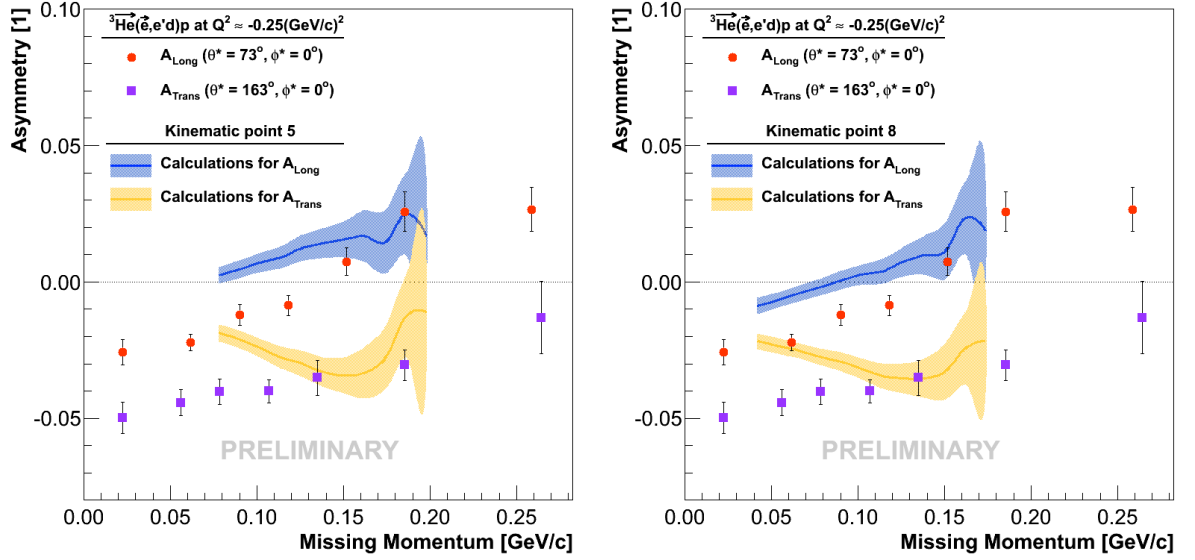 ³He(e,e'd)p at Q² ≈ -0.25(GeV/c)²
A_Long (θ* = 73°, ϕ* = 0°)
A_Trans (θ* = 163°, ϕ* = 0°)
Kinematic point 5
Calculations for A_Long
Calculations for A_Trans
PRELIMINARY
Asymmetry [1]
0.10
0.05
0.00
-0.05
0.00 0.05 0.10 0.15 0.20 0.25
Missing Momentum [GeV/c]
³He(e,e'd)p at Q² ≈ -0.25(GeV/c)²
A_Long (θ* = 73°, ϕ* = 0°)
A_Trans (θ* = 163°, ϕ* = 0°)
Kinematic point 8
Calculations for A_Long
Calculations for A_Trans
PRELIMINARY
Asymmetry [1]
0.10
0.05
0.00
-0.05
0.00 0.05 0.10 0.15 0.20 0.25
Missing Momentum [GeV/c]